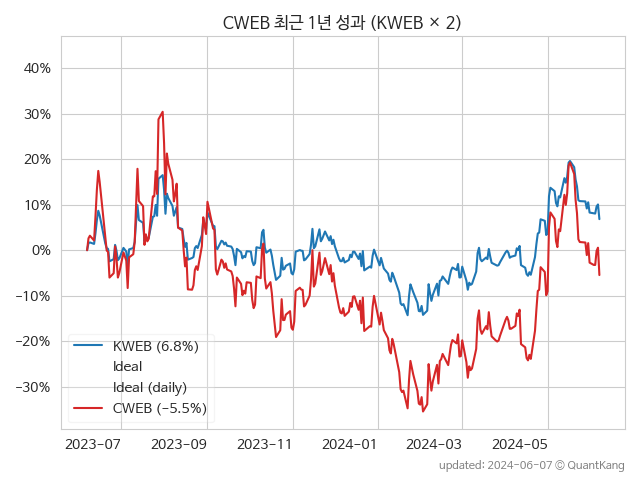 CWEB 최근 1년 성과 (KWEB × 2)
40%
30%
20%
10%
0%
−10%
−20%
−30%
KWEB (6.8%)
Ideal
Ideal (daily)
CWEB (−5.5%)
2023-07 2023-09 2023-11 2024-01 2024-03 2024-05
updated: 2024-06-07 © QuantKang